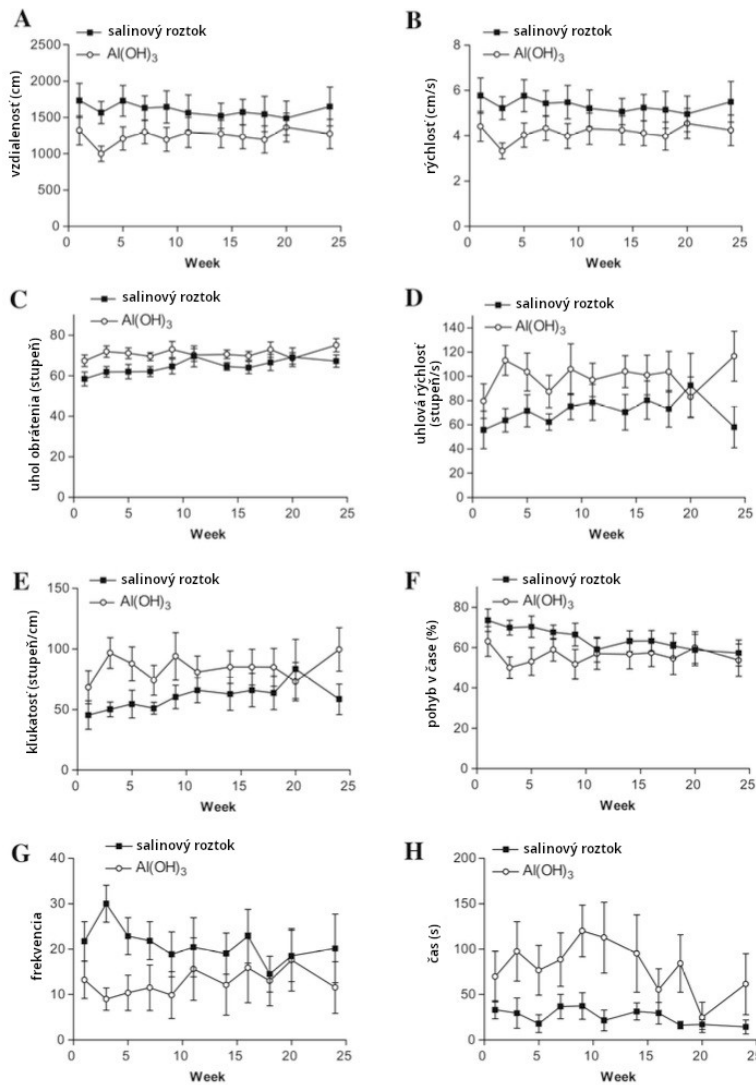 A
salinový roztok
Al(OH)3
vzdialenosť (cm)
2500
2000
1500
1000
500
0
0 5 10 15 20 25
Week
B
salinový roztok
Al(OH)3
rýchlosť (cm/s)
8
6
4
2
0
0 5 10 15 20 25
Week
C
salinový roztok
Al(OH)3
uhol obrátenia (stupeň)
80
60
40
20
0
0 5 10 15 20 25
Week
D
salinový roztok
Al(OH)3
uhlová rýchlosť
(stupeň/s)
140
120
100
80
60
40
20
0
0 5 10 15 20 25
Week
E
salinový roztok
Al(OH)3
kľukatosť (stupeň/cm)
150
100
50
0
0 5 10 15 20 25
Week
F
salinový roztok
Al(OH)3
pohyb v čase (%)
80
60
40
20
0
0 5 10 15 20 25
Week
G
salinový roztok
Al(OH)3
frekvencia
40
30
20
10
0
0 5 10 15 20 25
Week
H
salinový roztok
Al(OH)3
čas (s)
200
150
100
50
0
0 5 10 15 20 25
Week